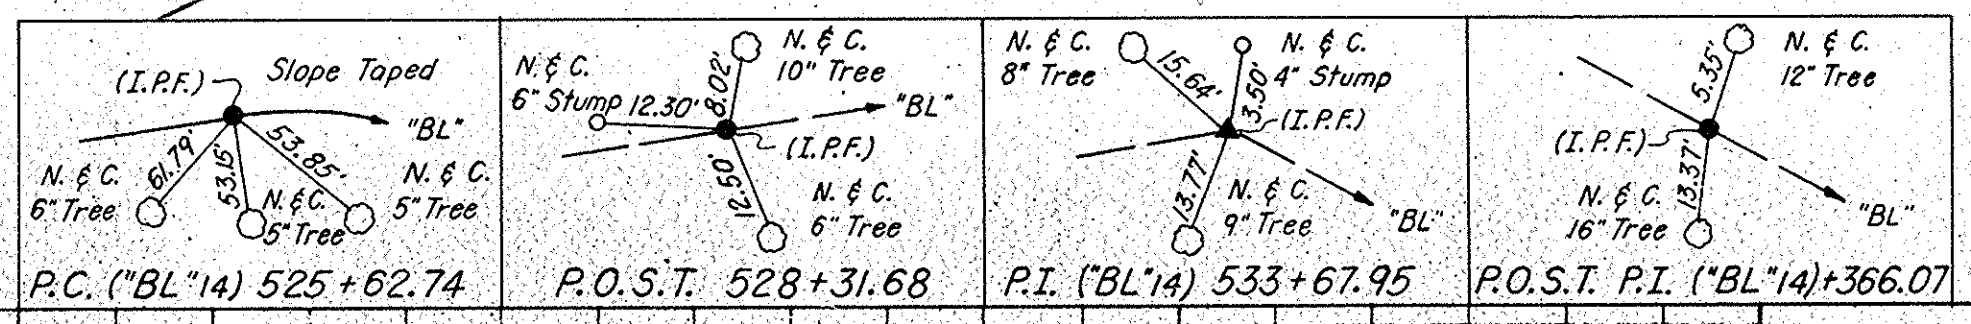 (I.P.F.)
Slope Taped
"BL"
61.79'
53.15'
53.85'
N. & C.
6" Tree
N. & C.
5" Tree
N. & C.
5" Tree
P.C. ("BL"14) 525+62.74
N. & C.
6" Stump
12.30'
8.02'
N. & C.
10" Tree
"BL"
(I.P.F.)
12.50'
N. & C.
6" Tree
P.O.S.T. 528+31.68
N. & C.
8" Tree
15.64'
3.50'
N. & C.
4" Stump
(I.P.F.)
13.77'
N. & C.
9" Tree
"BL"
P.I. ("BL"14) 533+67.95
5.35'
N. & C.
12" Tree
(I.P.F.)
13.37'
N. & C.
16" Tree
"BL"
P.O.S.T. P.I. ("BL"14)+366.07